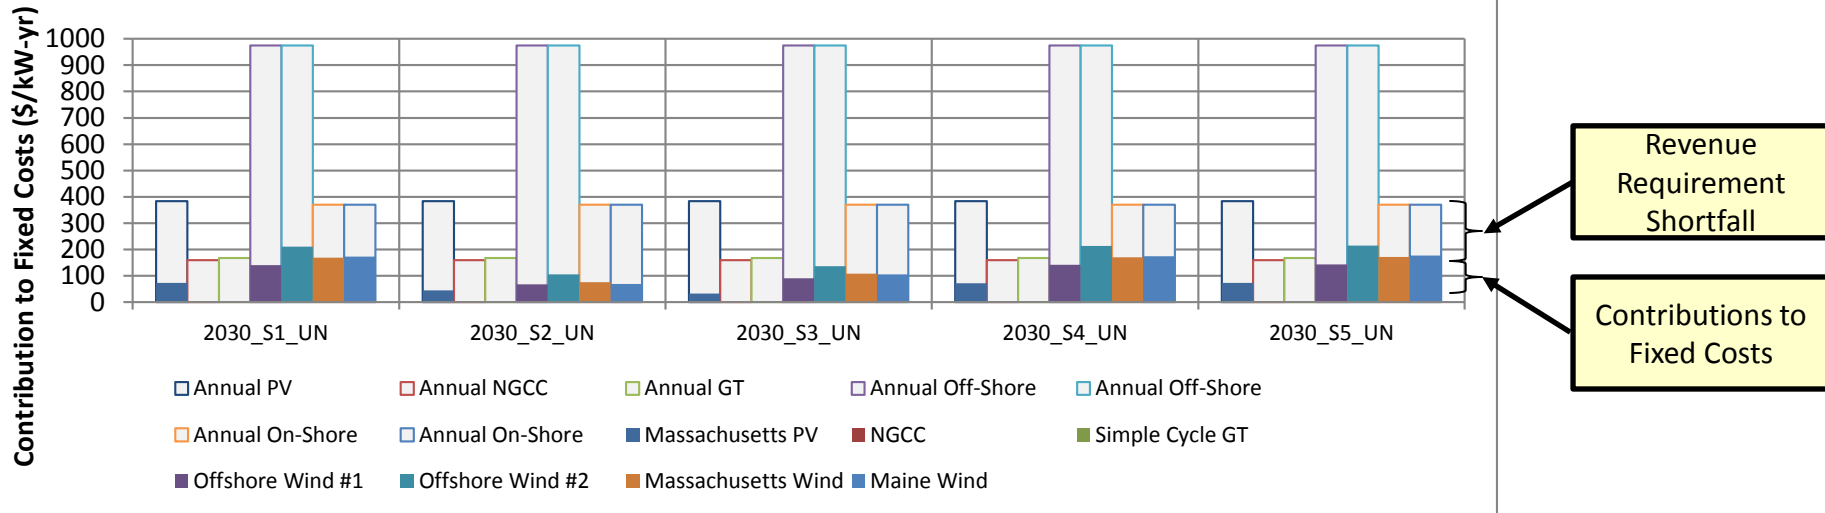 Contribution to Fixed Costs ($/kW-yr)
1000
900
800
700
600
500
400
300
200
100
0
2030_S1_UN
2030_S2_UN
2030_S3_UN
2030_S4_UN
2030_S5_UN
Annual PV
Annual NGCC
Annual GT
Annual Off-Shore
Annual Off-Shore
Annual On-Shore
Annual On-Shore
Massachusetts PV
NGCC
Simple Cycle GT
Offshore Wind #1
Offshore Wind #2
Massachusetts Wind
Maine Wind
Revenue
Requirement
Shortfall
Contributions to
Fixed Costs